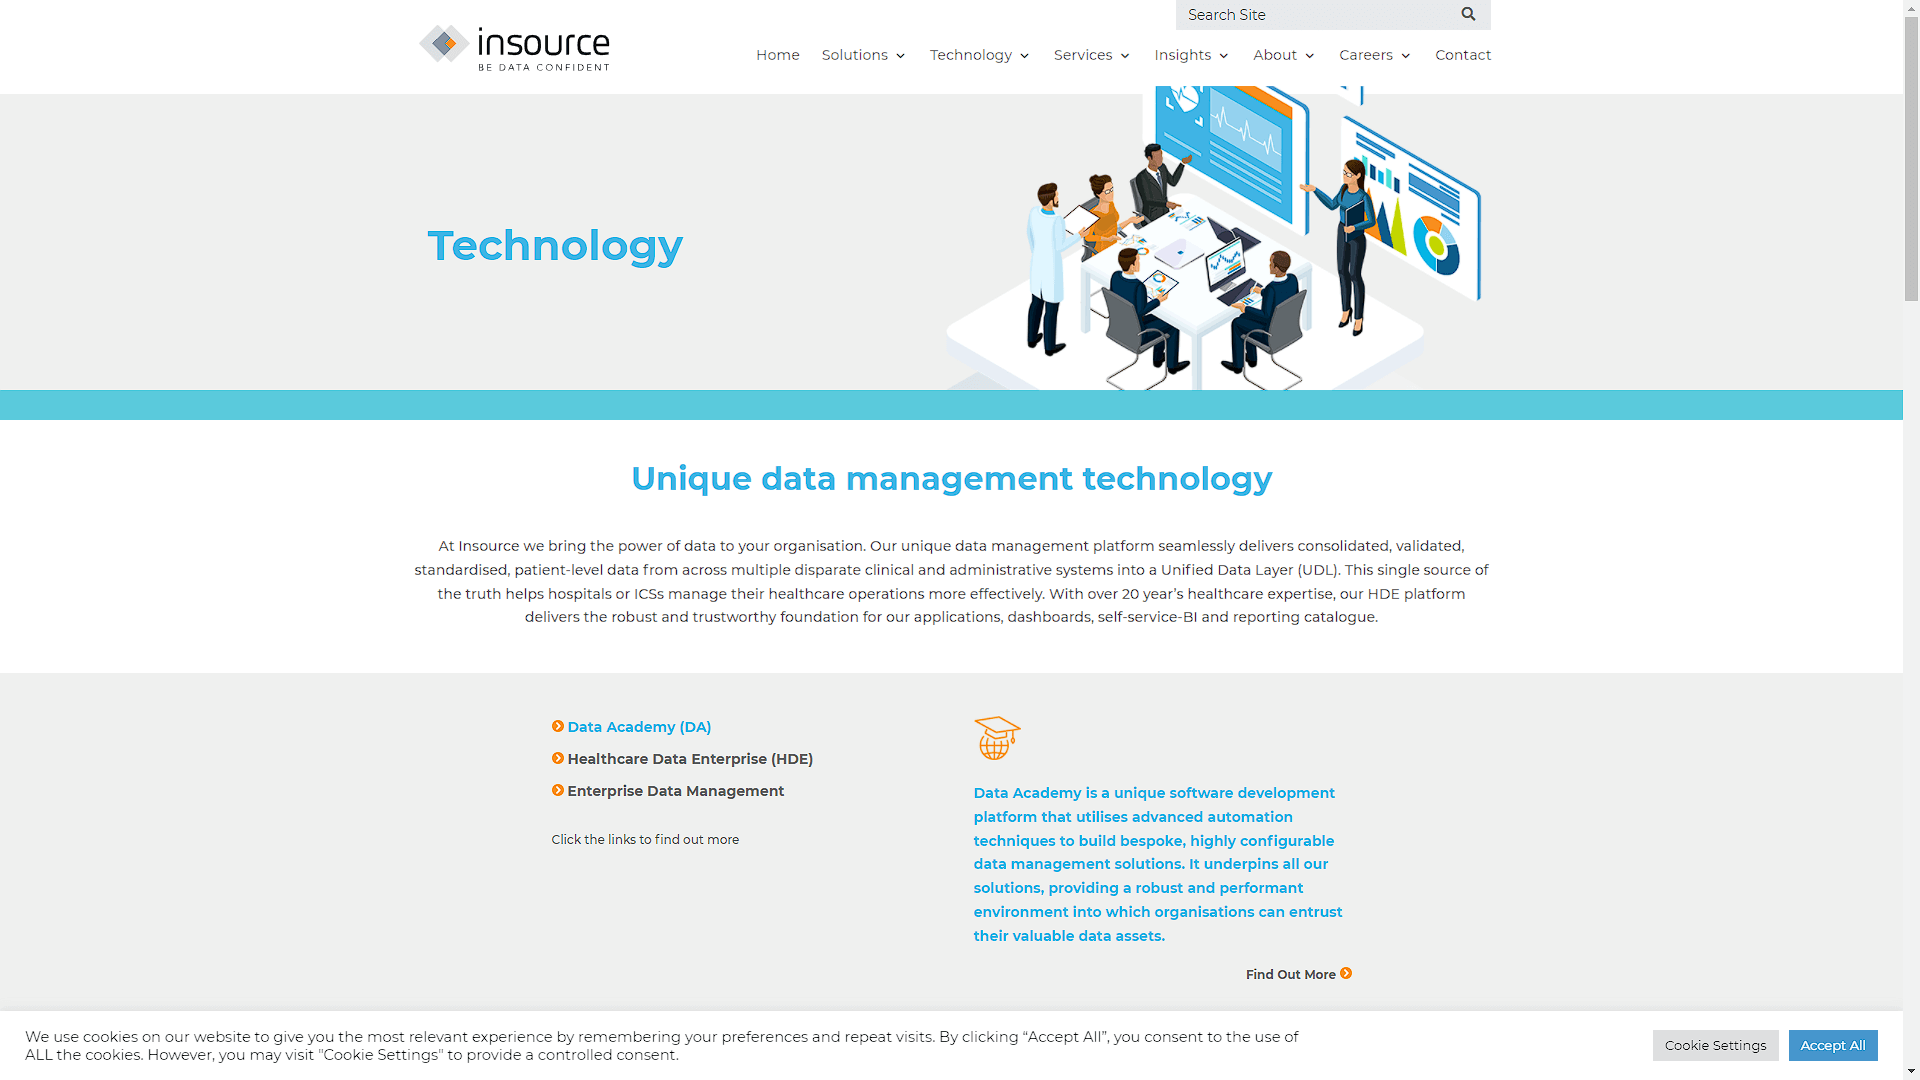 Search Site
insource
BE DATA CONFIDENT
Home Solutions Technology Services Insights About Careers Contact
Technology
Unique data management technology
At Insource we bring the power of data to your organisation. Our unique data management platform seamlessly delivers consolidated, validated,
standardised, patient-level data from across multiple disparate clinical and administrative systems into a Unified Data Layer (UDL). This single source of
the truth helps hospitals or ICSs manage their healthcare operations more effectively. With over 20 year’s healthcare expertise, our HDE platform
delivers the robust and trustworthy foundation for our applications, dashboards, self-service-BI and reporting catalogue.
Data Academy (DA)
Healthcare Data Enterprise (HDE)
Enterprise Data Management
Click the links to find out more
Data Academy is a unique software development
platform that utilises advanced automation
techniques to build bespoke, highly configurable
data management solutions. It underpins all our
solutions, providing a robust and performant
environment into which organisations can entrust
their valuable data assets.
Find Out More
We use cookies on our website to give you the most relevant experience by remembering your preferences and repeat visits. By clicking “Accept All”, you consent to the use of
ALL the cookies. However, you may visit "Cookie Settings" to provide a controlled consent.
Cookie Settings
Accept All